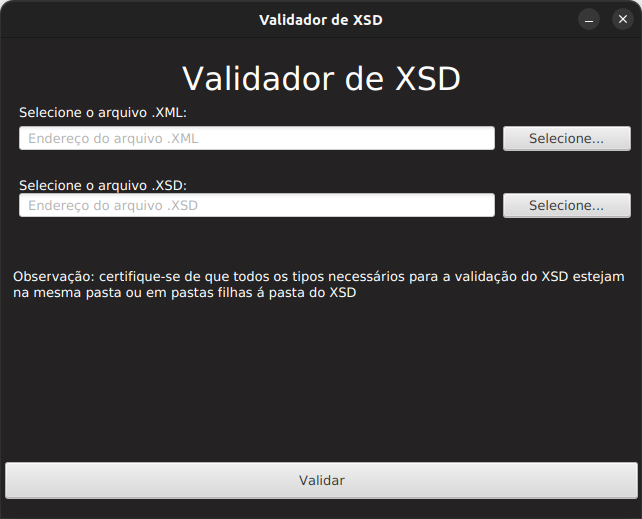 Validador de XSD
Validador de XSD
Selecione o arquivo .XML:
Endereço do arquivo .XML
Selecione...
Selecione o arquivo .XSD:
Endereço do arquivo .XSD
Selecione...
Observação: certifique-se de que todos os tipos necessários para a validação do XSD estejam
na mesma pasta ou em pastas filhas á pasta do XSD
Validar